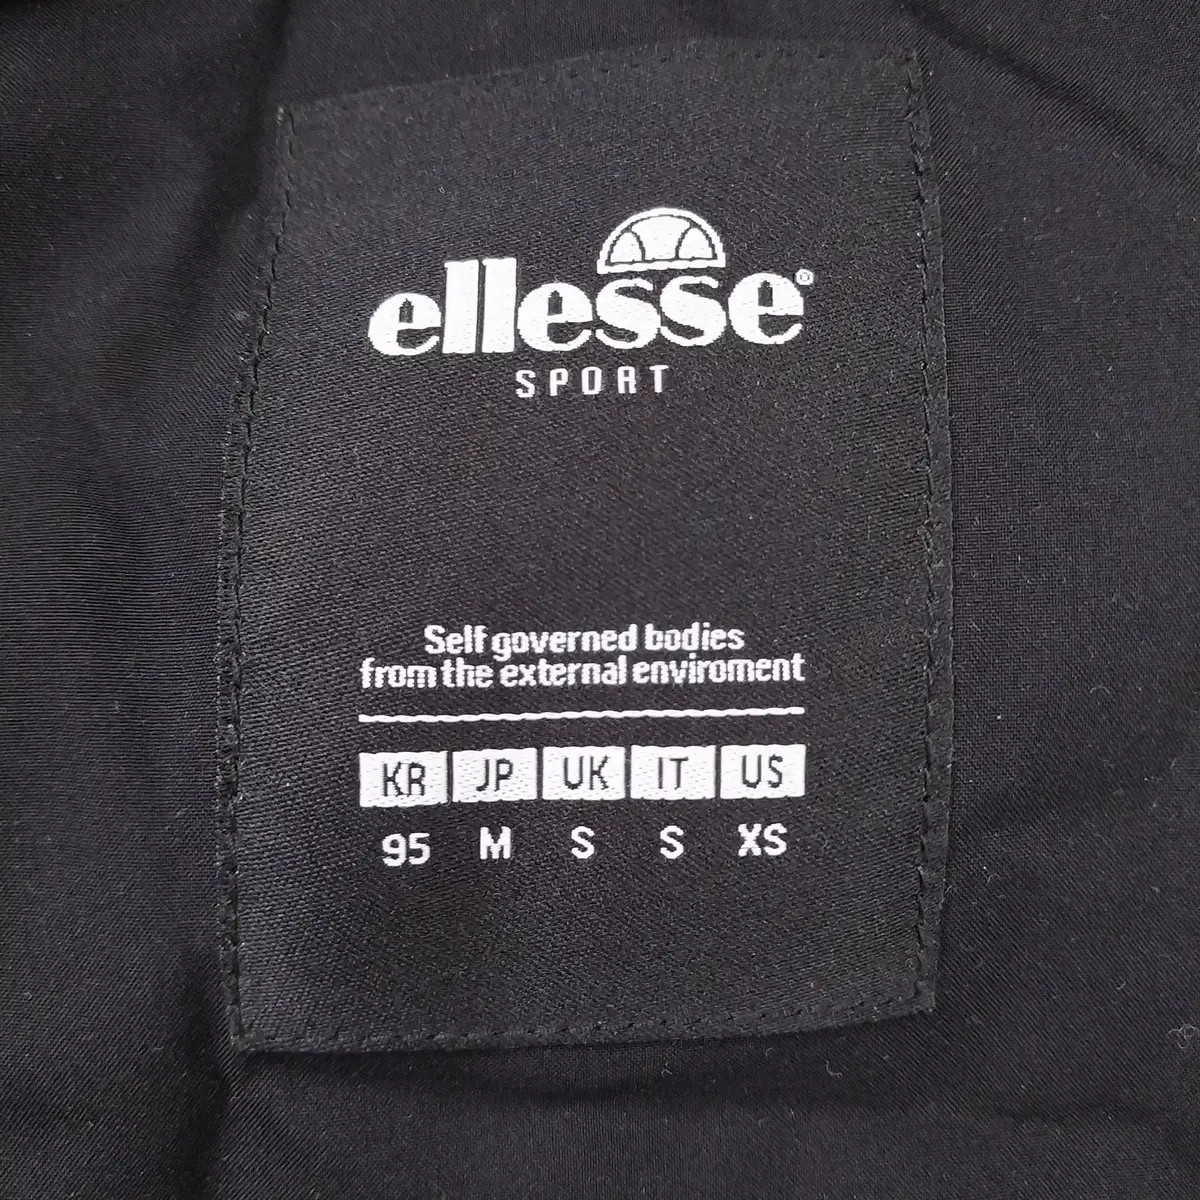 ellesse®
SPORT
Self governed bodies
from the external enviroment
KR JP UK IT US
95 M S S XS